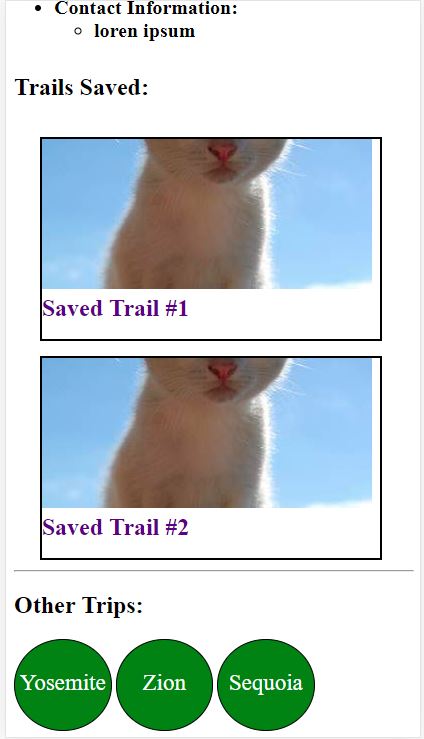 Contact Information:
loren ipsum
Trails Saved:
Saved Trail #1
Saved Trail #2
Other Trips:
Yosemite Zion Sequoia